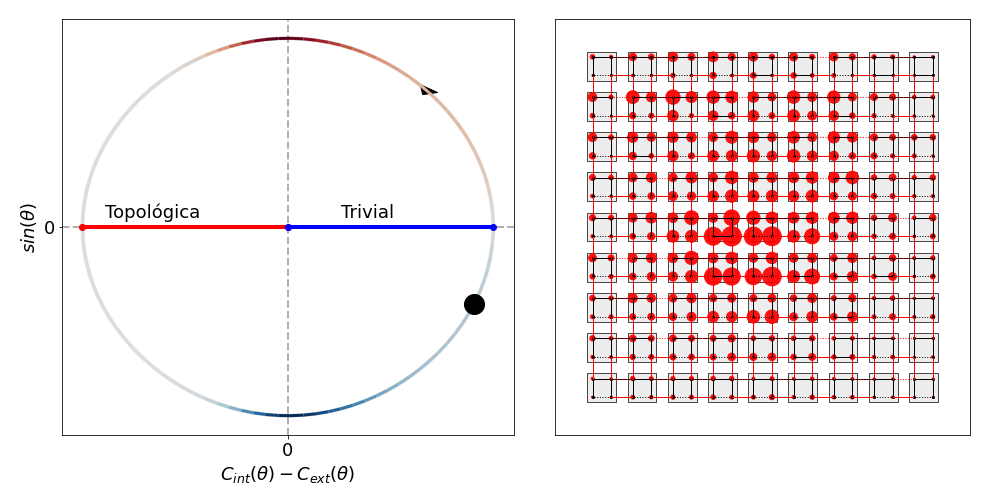 Topológica
Trivial
sin(θ)
0
0
C_int(θ) − C_ext(θ)